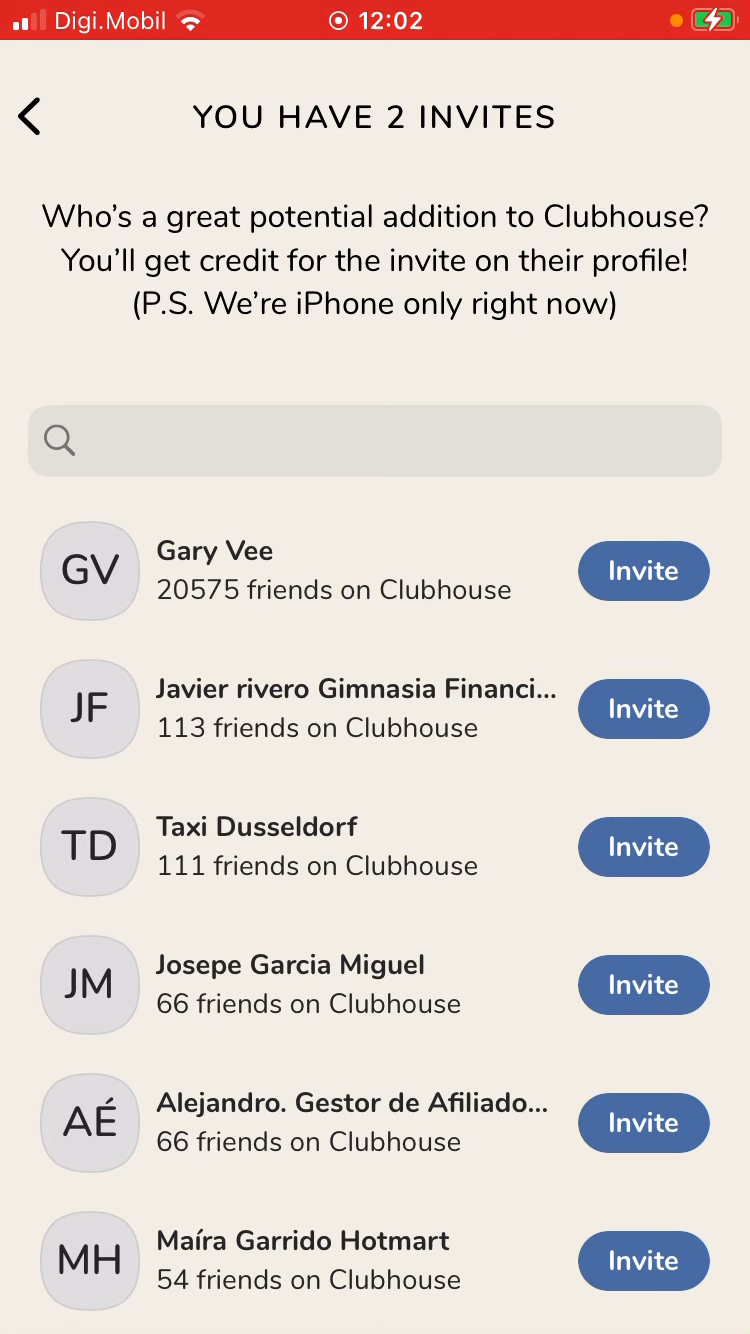 Digi.Mobil 12:02
YOU HAVE 2 INVITES
Who’s a great potential addition to Clubhouse?
You’ll get credit for the invite on their profile!
(P.S. We’re iPhone only right now)
GV Gary Vee Invite
20575 friends on Clubhouse
JF Javier rivero Gimnasia Financi... Invite
113 friends on Clubhouse
TD Taxi Dusseldorf Invite
111 friends on Clubhouse
JM Josepe Garcia Miguel Invite
66 friends on Clubhouse
AÉ Alejandro. Gestor de Afiliado... Invite
66 friends on Clubhouse
MH Maíra Garrido Hotmart Invite
54 friends on Clubhouse